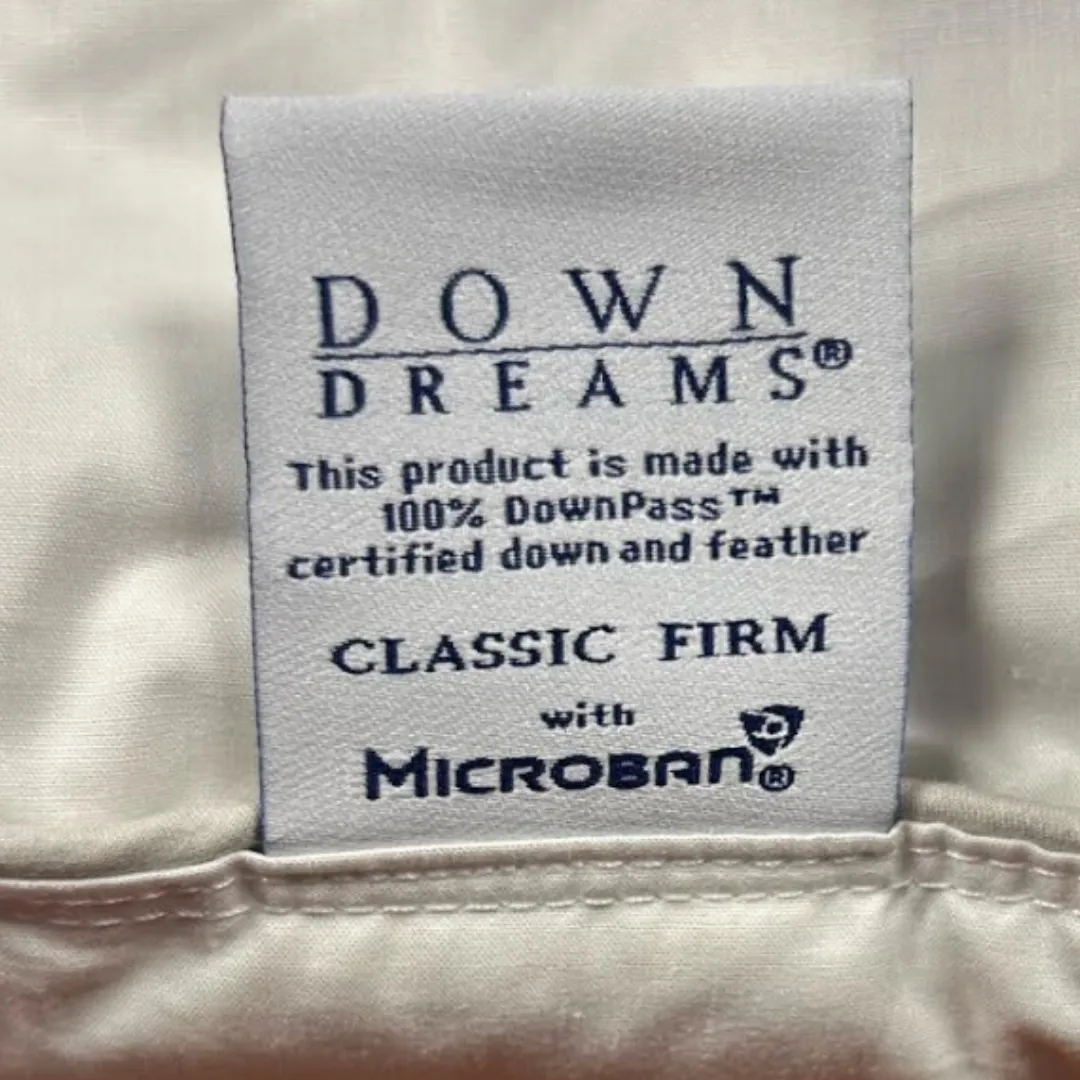 DOWN
DREAMS®
This product is made with
100% DownPass™
certified down and feather
CLASSIC FIRM
with
MICROBAN®